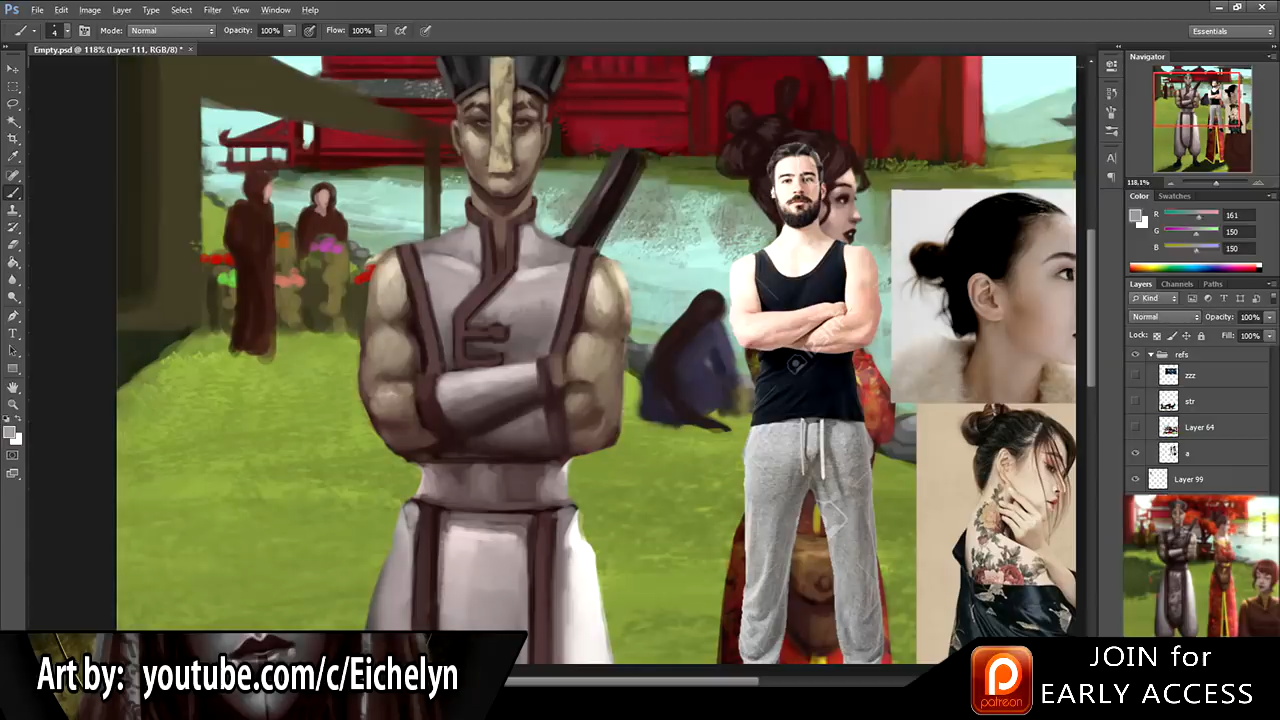 Ps File Edit Image Layer Type Select Filter View Window Help
4 Mode: Normal Opacity: 100% Flow: 100% Essentials
Empty.psd @ 118% (Layer 111, RGB/8) * ×
Navigator
118,1%
Color Swatches
R 161
G 150
B 150
Layers Channels Paths
Kind
Normal Opacity: 100%
Lock: Fill: 100%
refs
zzz
str
Layer 64
a
Layer 99
Art by: youtube.com/c/Eichelyn
JOIN for
EARLY ACCESS
patreon